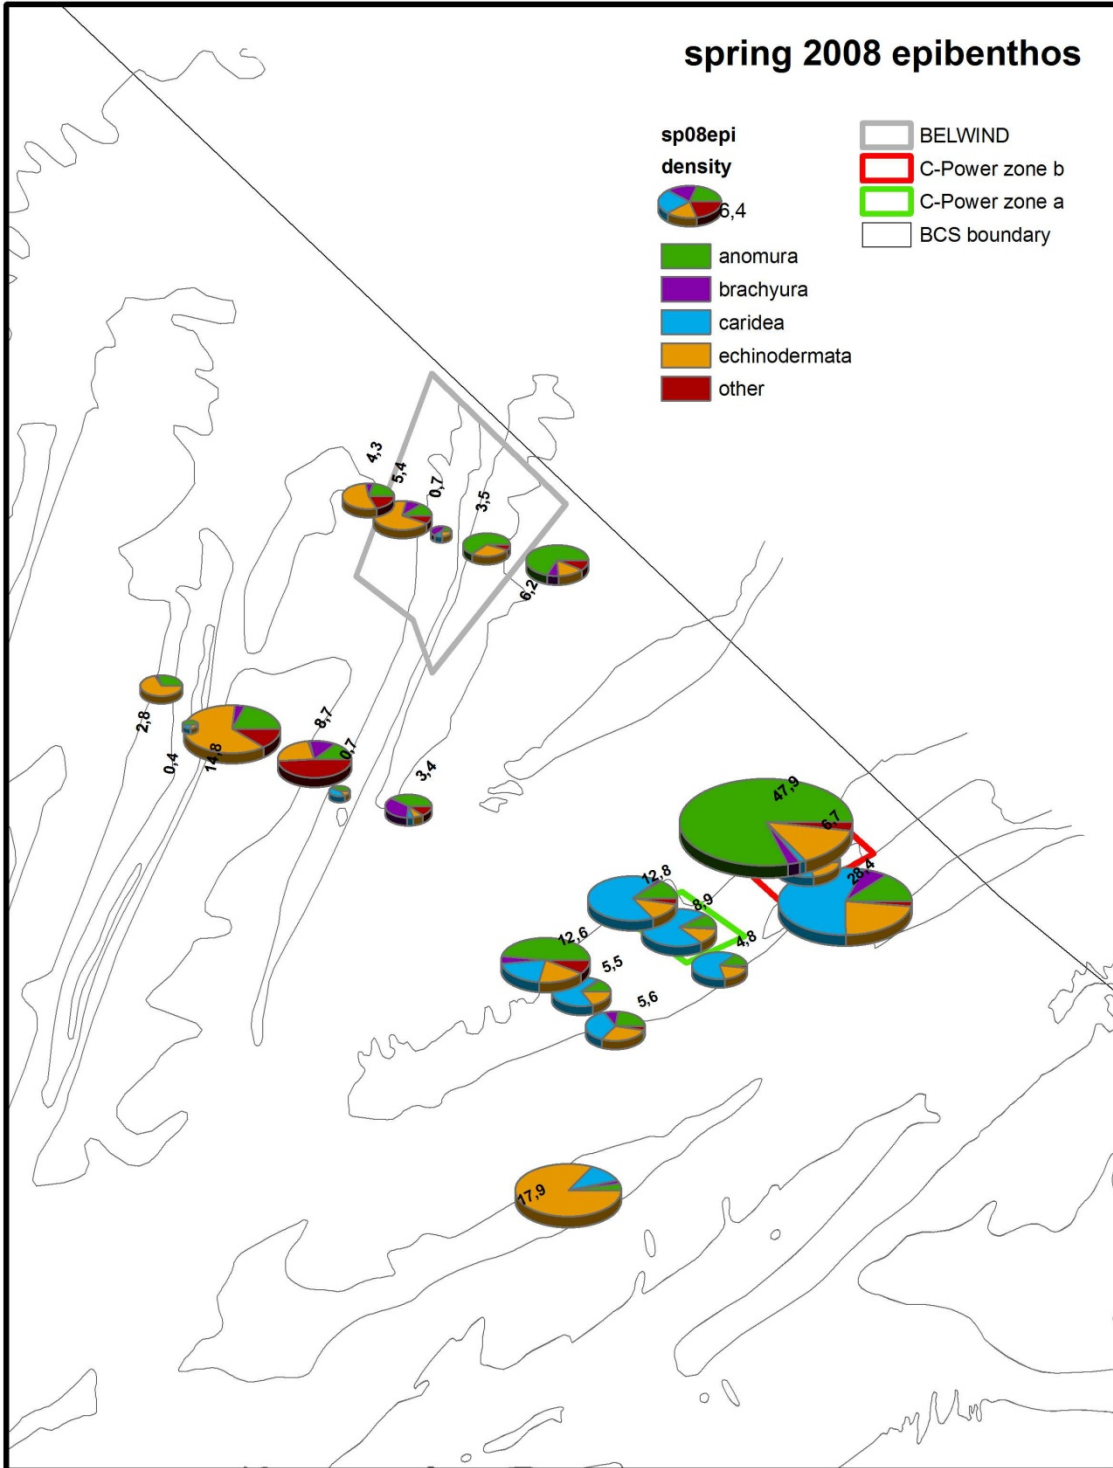 spring 2008 epibenthos
sp08epi
density
6,4
anomura
brachyura
caridea
echinodermata
other
BELWIND
C-Power zone b
C-Power zone a
BCS boundary
4,3
5,4
0,7
3,5
6,2
2,8
0,4
14,8
8,7
0,7
3,4
47,9
6,7
28,4
12,8
8,9
4,8
12,6
5,5
5,6
17,9